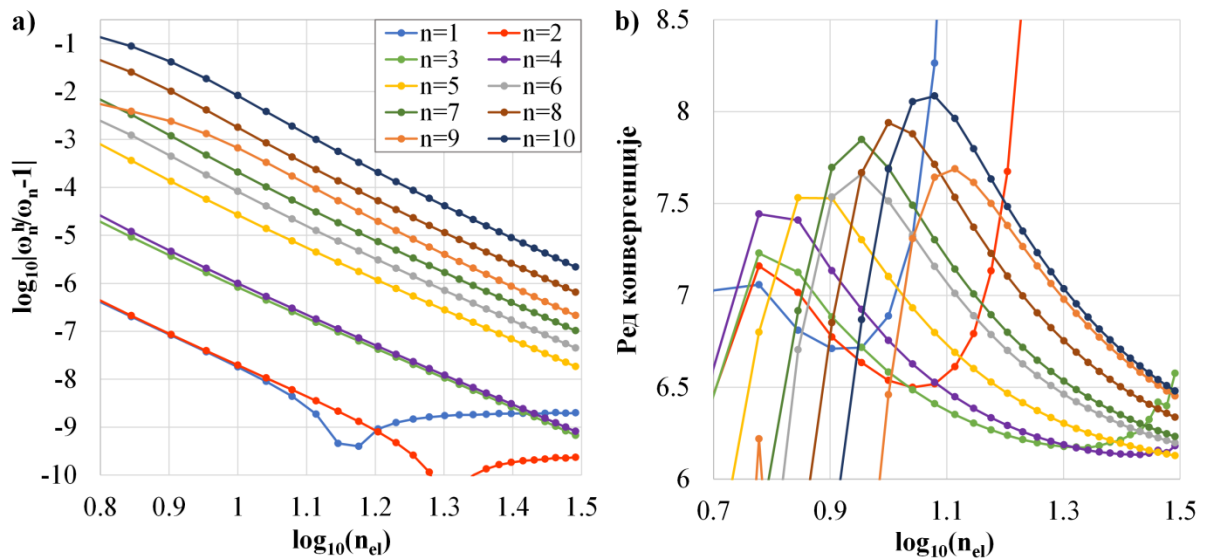 a)
-1
-2
-3
-4
-5
-6
-7
-8
-9
-10
log₁₀|ωₙʰ/ωₙ-1|
n=1 n=2
n=3 n=4
n=5 n=6
n=7 n=8
n=9 n=10
0.8 0.9 1 1.1 1.2 1.3 1.4 1.5
log₁₀(nₑₗ)
b)
8.5
8
7.5
7
6.5
6
Ред конвергенције
0.7 0.9 1.1 1.3 1.5
log₁₀(nₑₗ)